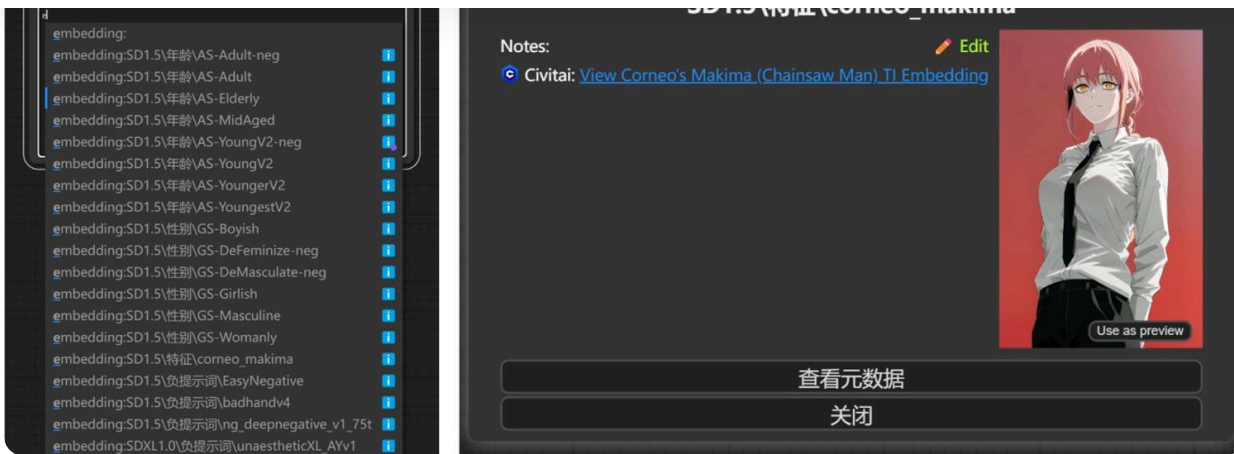 e
embedding:
embedding:SD1.5\年龄\AS-Adult-neg
embedding:SD1.5\年龄\AS-Adult
embedding:SD1.5\年龄\AS-Elderly
embedding:SD1.5\年龄\AS-MidAged
embedding:SD1.5\年龄\AS-YoungV2-neg
embedding:SD1.5\年龄\AS-YoungV2
embedding:SD1.5\年龄\AS-YoungerV2
embedding:SD1.5\年龄\AS-YoungestV2
embedding:SD1.5\性别\GS-Boyish
embedding:SD1.5\性别\GS-DeFeminize-neg
embedding:SD1.5\性别\GS-DeMasculate-neg
embedding:SD1.5\性别\GS-Girlish
embedding:SD1.5\性别\GS-Masculine
embedding:SD1.5\性别\GS-Womanly
embedding:SD1.5\特征\corneo_makima
embedding:SD1.5\负提示词\EasyNegative
embedding:SD1.5\负提示词\badhandv4
embedding:SD1.5\负提示词\ng_deepnegative_v1_75t
embedding:SDXL1.0\负提示词\unaestheticXL_AYv1
SD1.5\特征\corneo_makima
Notes:
Edit
Civitai: View Corneo's Makima (Chainsaw Man) TI Embedding
Use as preview
查看元数据
关闭